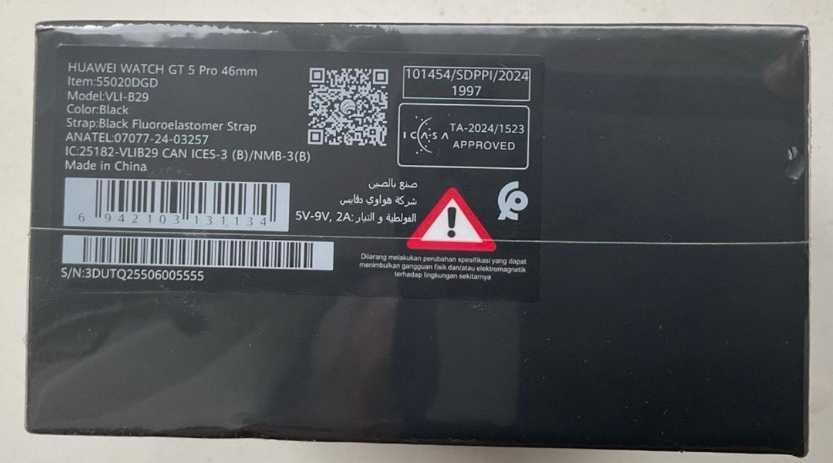 HUAWEI WATCH GT 5 Pro 46mm
Item:55020DGD
Model:VLI-B29
Color:Black
Strap:Black Fluoroelastomer Strap
ANATEL:07077-24-03257
IC:25182-VLIB29 CAN ICES-3 (B)/NMB-3(B)
Made in China
6 942103 131134
S/N:3DUTQ25506005555
101454/SDPPI/2024
1997
ICASA TA-2024/1523
APPROVED
صنع بالصين
شركة هواوي دفايس
الفولطية و التيار: 5V-9V, 2A
Dilarang melakukan perubahan spesifikasi yang dapat
menimbulkan gangguan fisik dan/atau elektromagnetik
terhadap lingkungan sekitarnya